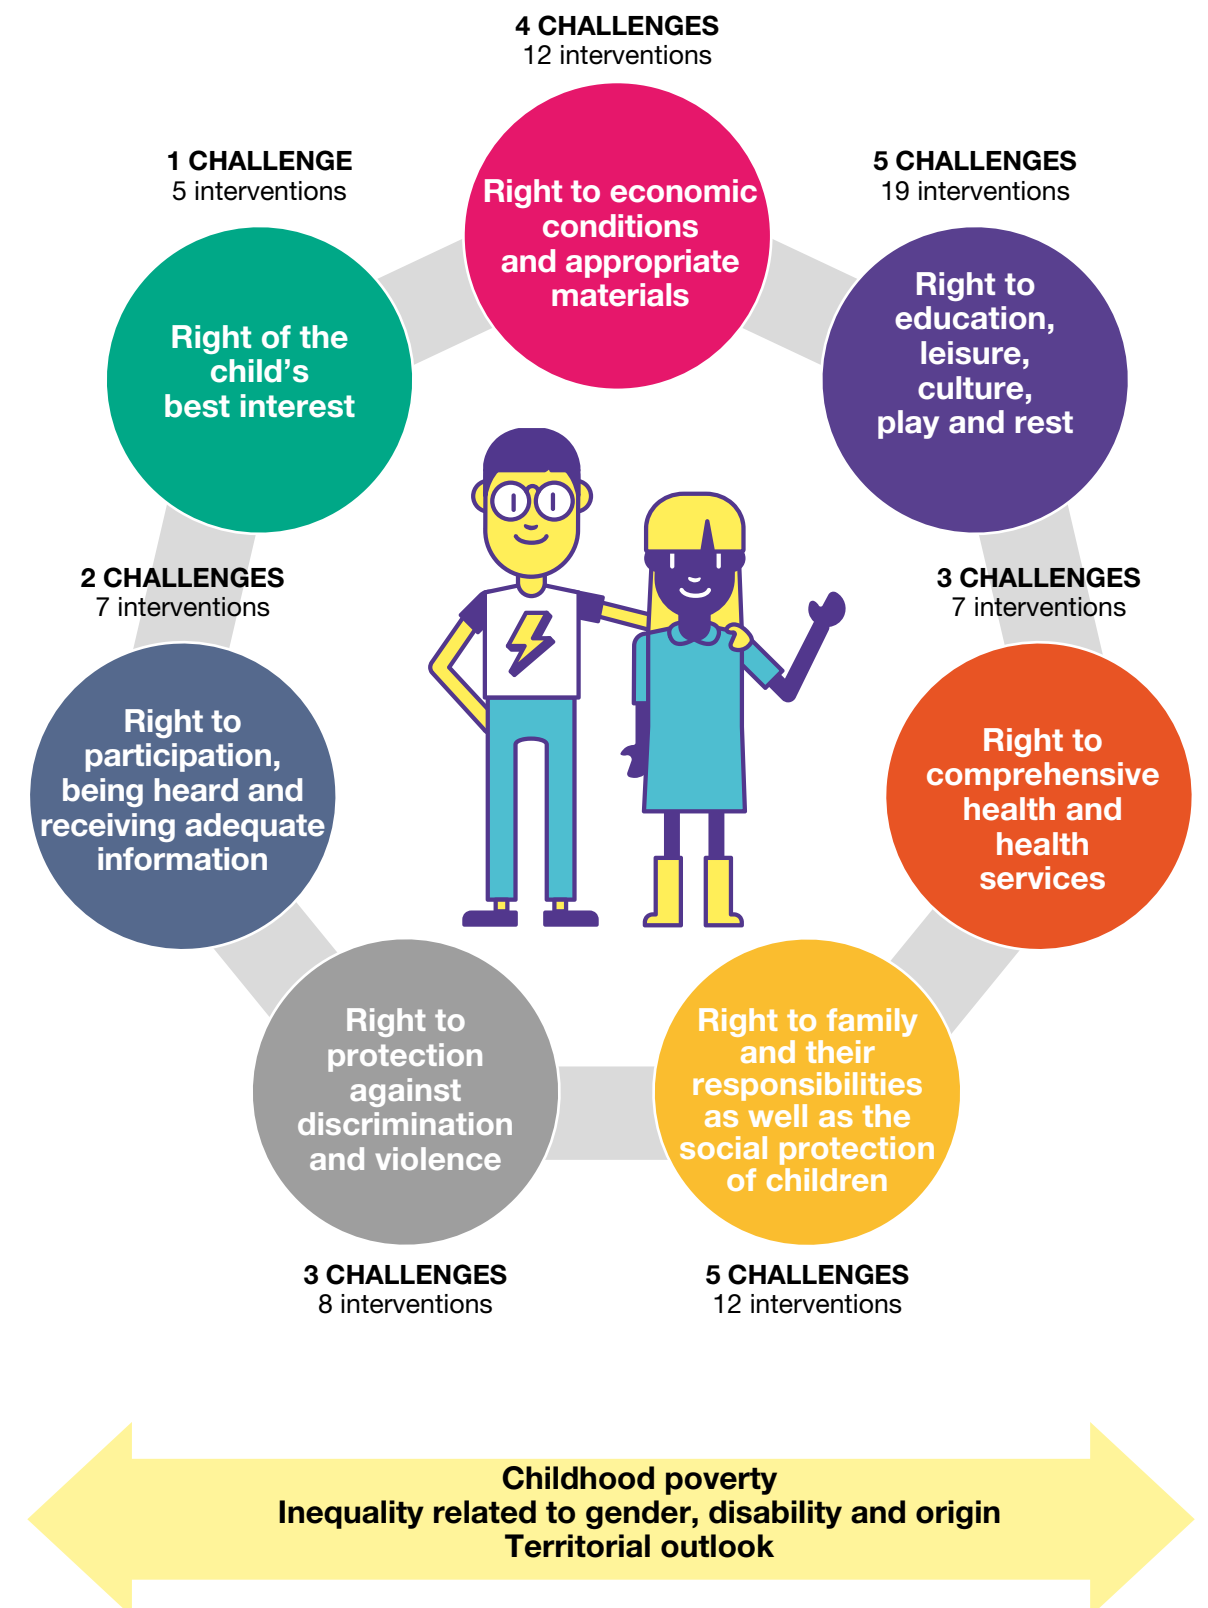 4 CHALLENGES
12 interventions
Right to economic
conditions
and appropriate
materials
1 CHALLENGE
5 interventions
Right of the
child’s
best interest
5 CHALLENGES
19 interventions
Right to
education,
leisure,
culture,
play and rest
2 CHALLENGES
7 interventions
Right to
participation,
being heard and
receiving adequate
information
3 CHALLENGES
7 interventions
Right to
comprehensive
health and
health
services
Right to
protection
against
discrimination
and violence
3 CHALLENGES
8 interventions
Right to family
and their
responsibilities
as well as the
social protection
of children
5 CHALLENGES
12 interventions
Childhood poverty
Inequality related to gender, disability and origin
Territorial outlook